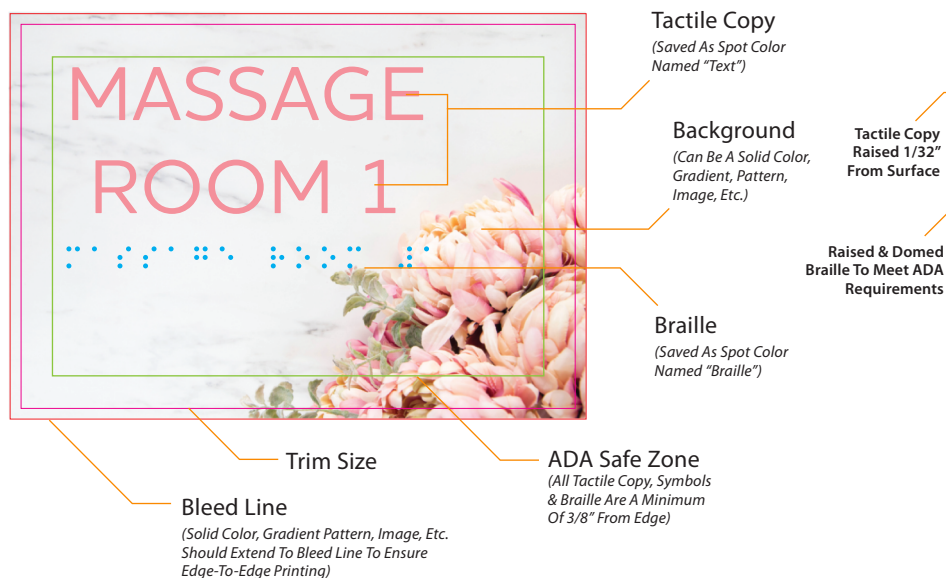 MASSAGE
ROOM 1
⠍⠁⠎⠎⠁⠛⠑ ⠗⠕⠕⠍ ⠼⠁
Tactile Copy
(Saved As Spot Color
Named “Text”)
Background
(Can Be A Solid Color,
Gradient, Pattern,
Image, Etc.)
Braille
(Saved As Spot Color
Named “Braille”)
Tactile Copy
Raised 1/32”
From Surface
Raised & Domed
Braille To Meet ADA
Requirements
Trim Size
ADA Safe Zone
(All Tactile Copy, Symbols
& Braille Are A Minimum
Of 3/8” From Edge)
Bleed Line
(Solid Color, Gradient Pattern, Image, Etc.
Should Extend To Bleed Line To Ensure
Edge-To-Edge Printing)